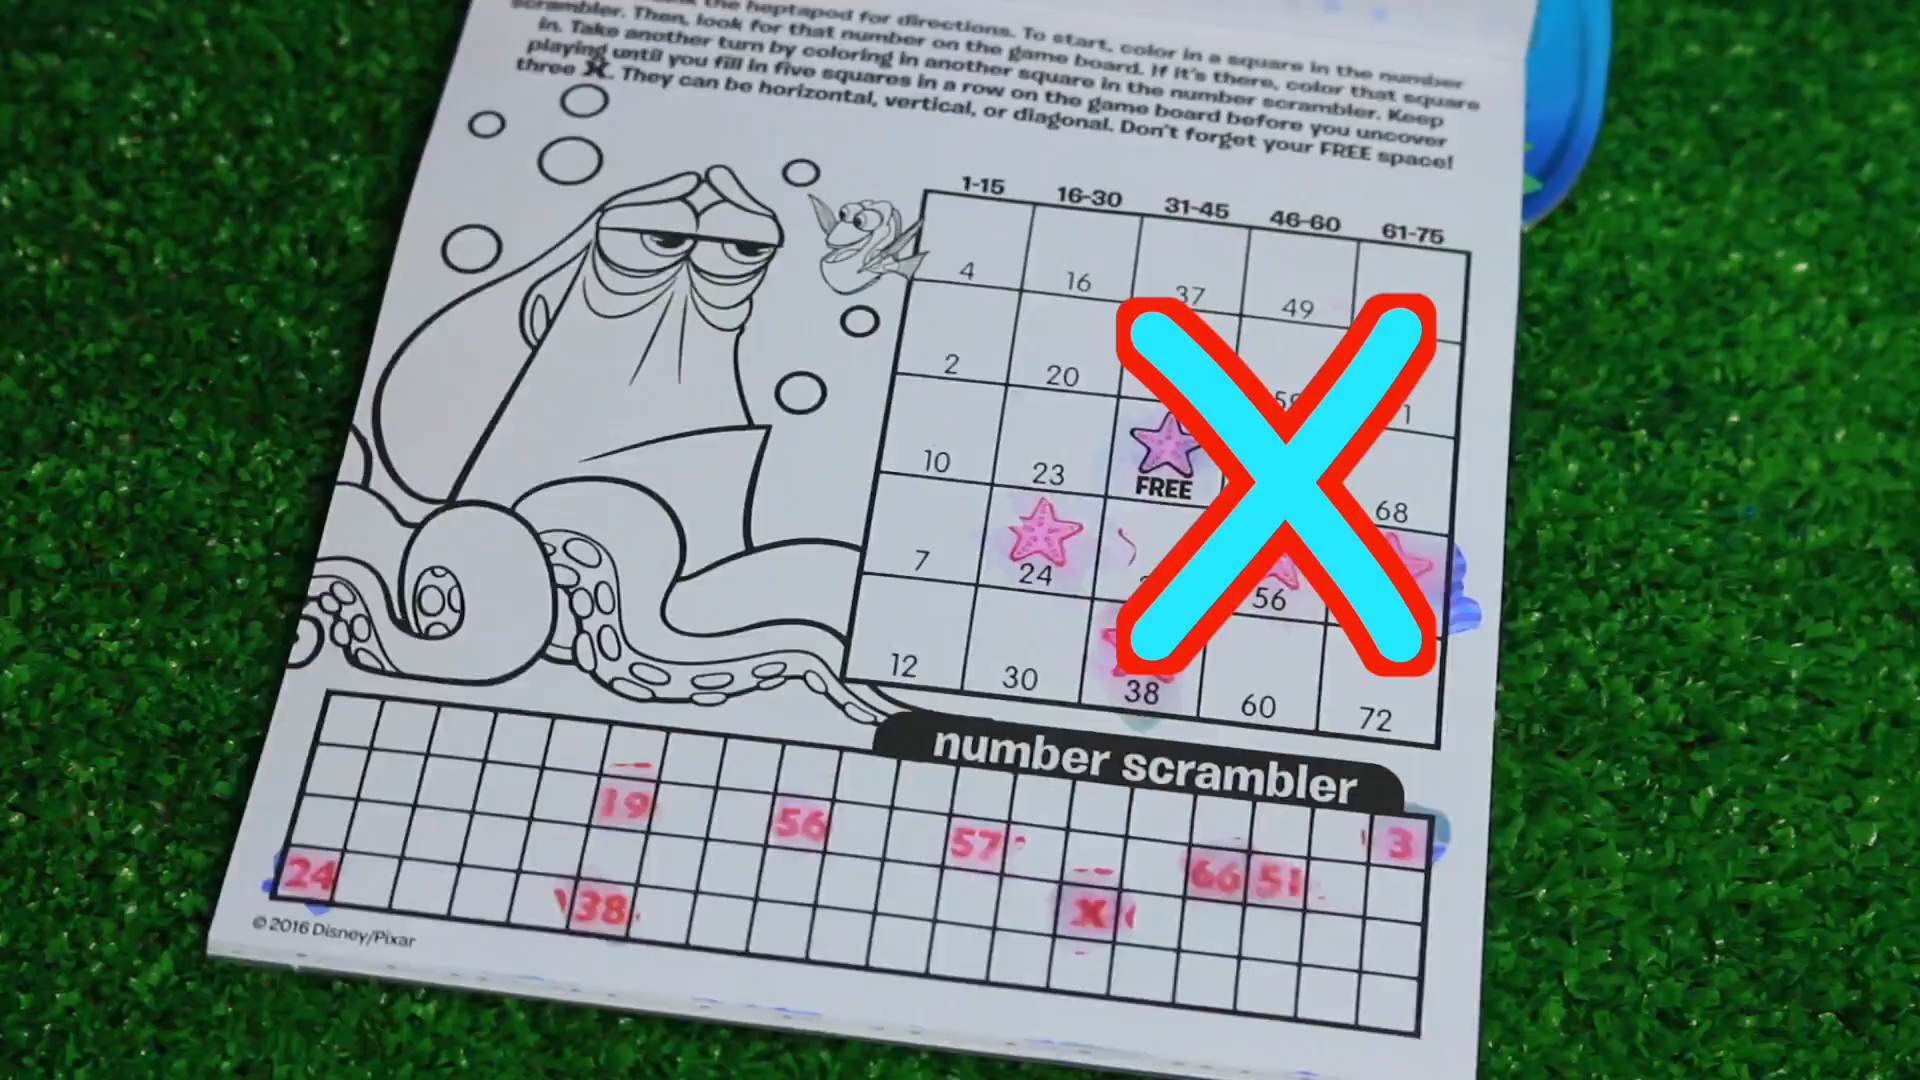 the heptapod for directions. To start, color in a square in the number
scrambler. Then, look for that number on the game board. If it's there, color that square
in. Take another turn by coloring in another square in the number scrambler. Keep
playing until you fill in five squares in a row on the game board before you uncover
three X. They can be horizontal, vertical, or diagonal. Don't forget your FREE space!
1-15 16-30 31-45 46-60 61-75
4 16 37 49
2 20
10 23 FREE 68
7 24 56
12 30 38 60 72
number scrambler
19 56 57 3
24 38 X 66 51
© 2016 Disney/Pixar